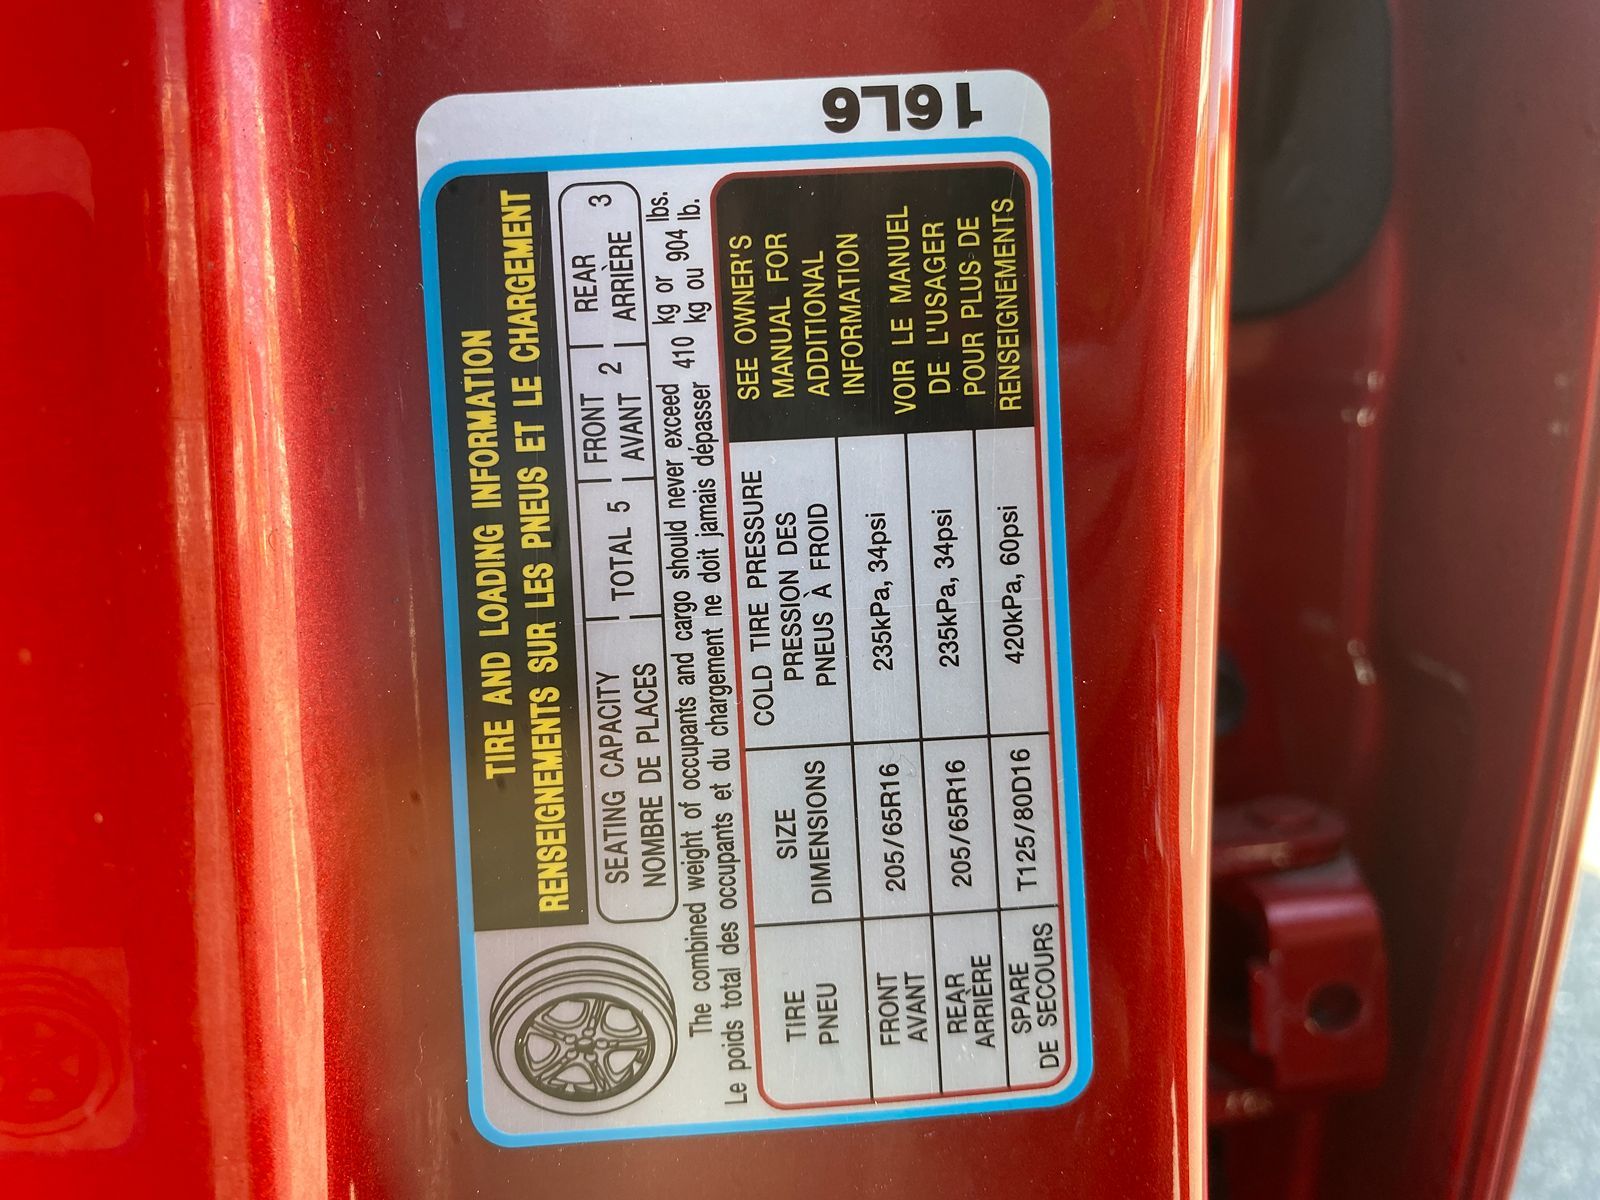 16L6
TIRE AND LOADING INFORMATION
RENSEIGNEMENTS SUR LES PNEUS ET LE CHARGEMENT
SEATING CAPACITY
NOMBRE DE PLACES
TOTAL 5
FRONT
AVANT 2
REAR
ARRIÈRE 3
The combined weight of occupants and cargo should never exceed 410 kg or 904 lbs.
Le poids total des occupants et du chargement ne doit jamais dépasser 410 kg ou 904 lb.
TIRE
PNEU
SIZE
DIMENSIONS
COLD TIRE PRESSURE
PRESSION DES
PNEUS À FROID
FRONT
AVANT
205/65R16
235kPa, 34psi
REAR
ARRIÈRE
205/65R16
235kPa, 34psi
SPARE
DE SECOURS
T125/80D16
420kPa, 60psi
SEE OWNER'S
MANUAL FOR
ADDITIONAL
INFORMATION
VOIR LE MANUEL
DE L'USAGER
POUR PLUS DE
RENSEIGNEMENTS